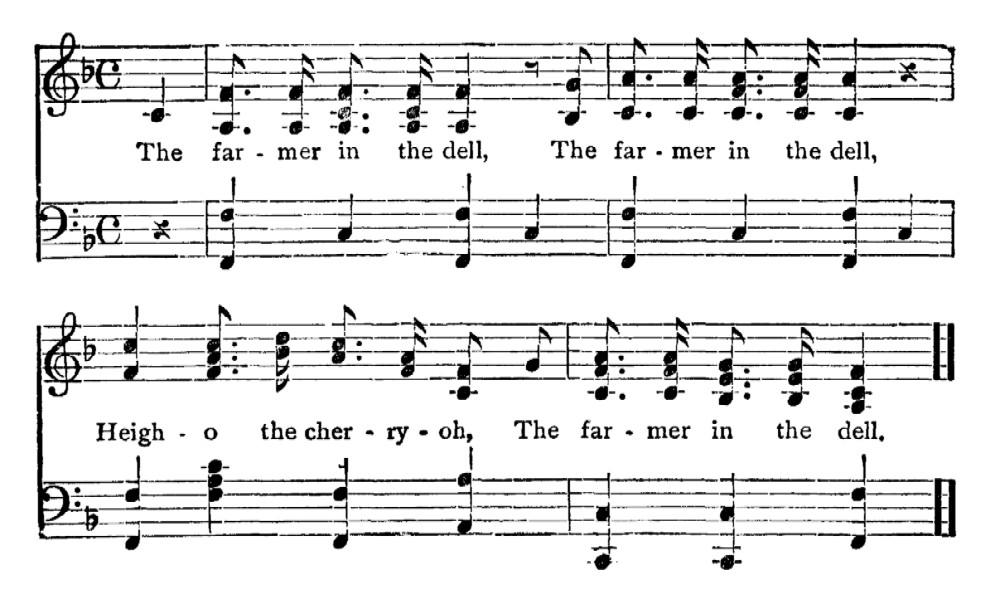 The far - mer in the dell, The far - mer in the dell,
Heigh - o the cher - ry - oh, The far - mer in the dell.